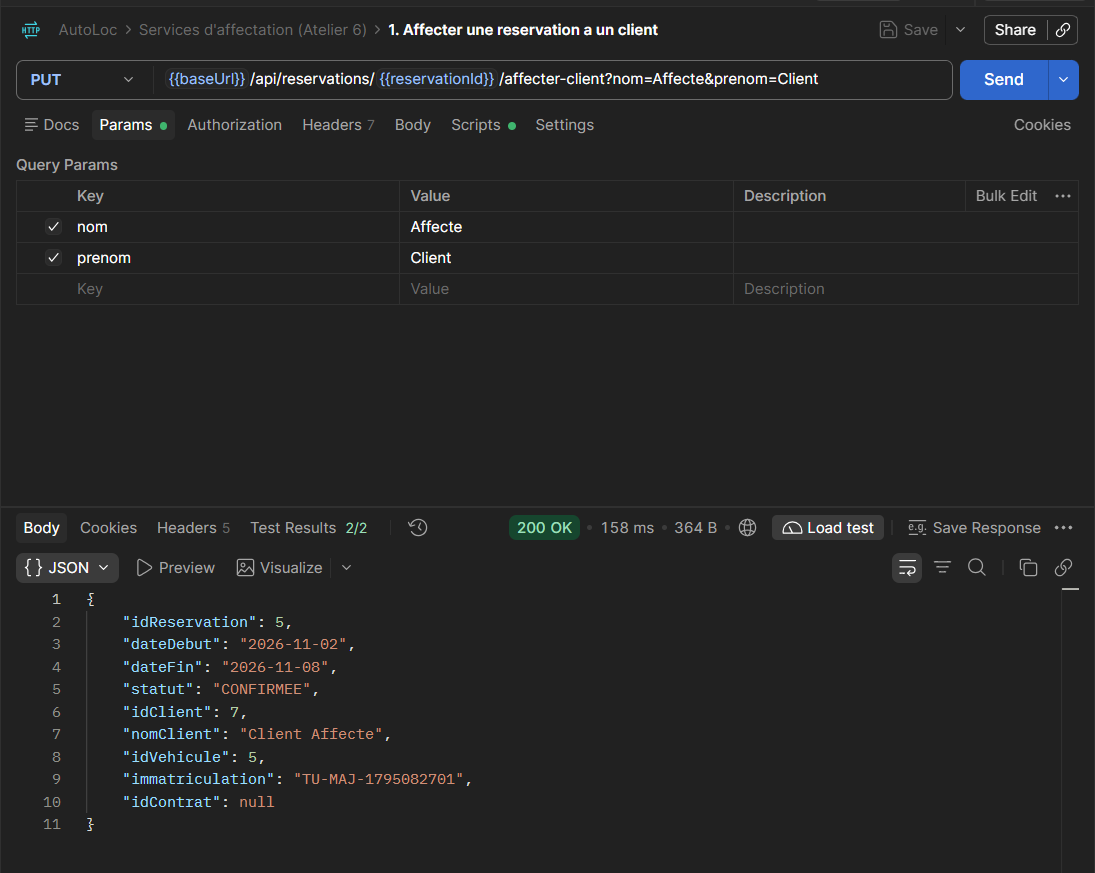 HTTP AutoLoc > Services d'affectation (Atelier 6) > 1. Affecter une reservation a un client Save Share
PUT {{baseUrl}} /api/reservations/ {{reservationId}} /affecter-client?nom=Affecte&prenom=Client Send
Docs Params Authorization Headers 7 Body Scripts Settings Cookies
Query Params
Key Value Description Bulk Edit
nom Affecte
prenom Client
Key Value Description
Body Cookies Headers 5 Test Results 2/2 200 OK 158 ms 364 B Load test e.g. Save Response
{} JSON Preview Visualize
1 {
2 "idReservation": 5,
3 "dateDebut": "2026-11-02",
4 "dateFin": "2026-11-08",
5 "statut": "CONFIRMEE",
6 "idClient": 7,
7 "nomClient": "Client Affecte",
8 "idVehicule": 5,
9 "immatriculation": "TU-MAJ-1795082701",
10 "idContrat": null
11 }